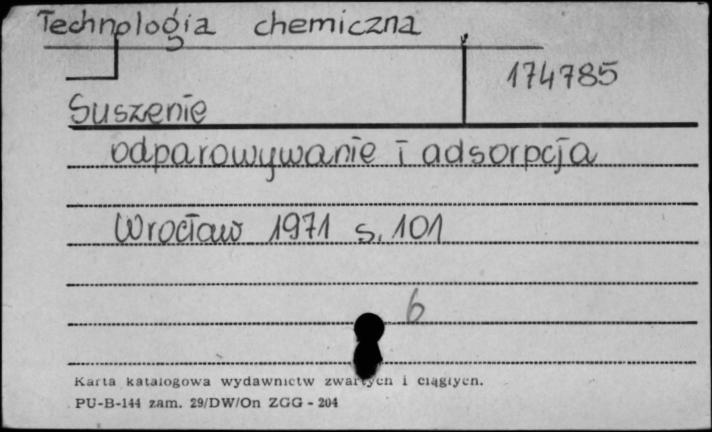 Technologia chemiczna
174785
Suszenie
odparowywanie i adsorpcja
Wrocław 1971 s. 101
6
Karta katalogowa wydawnictw zwartych i ciągłych.
PU-B-144 zam. 29/DW/On ZGG - 204